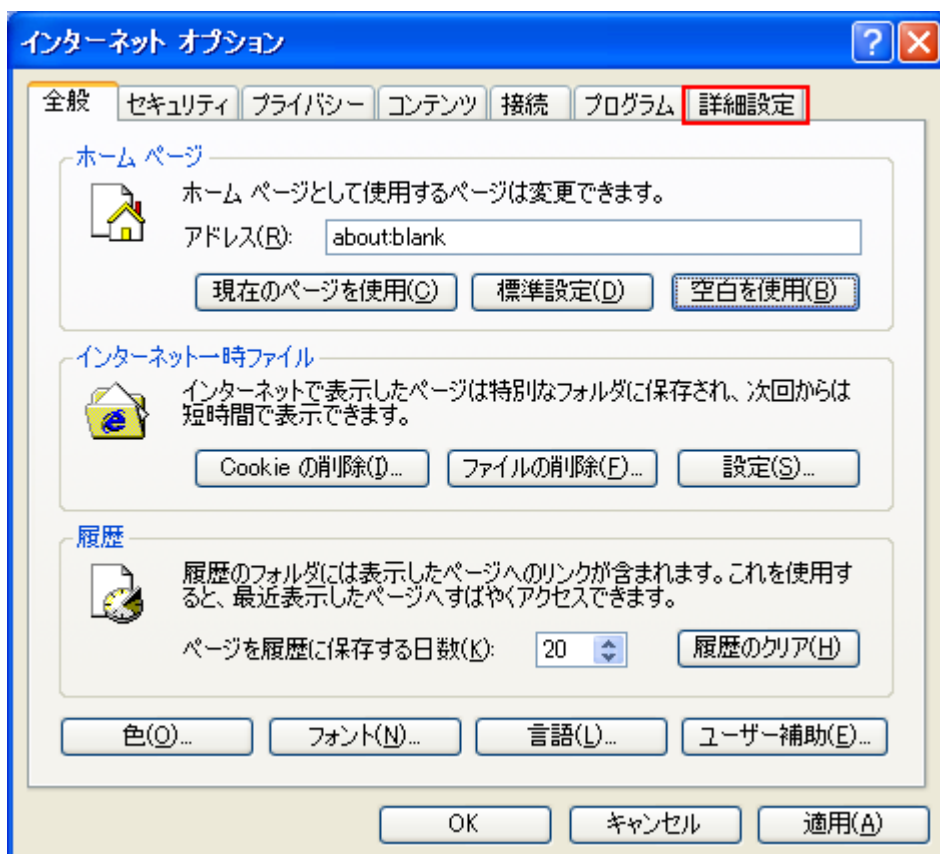 インターネット オプション
全般 セキュリティ プライバシー コンテンツ 接続 プログラム 詳細設定
ホーム ページ
ホーム ページとして使用するページは変更できます。
アドレス(R): about:blank
現在のページを使用(C) 標準設定(D) 空白を使用(B)
インターネット一時ファイル
インターネットで表示したページは特別なフォルダに保存され、次回からは
短時間で表示できます。
Cookie の削除(I)... ファイルの削除(F)... 設定(S)...
履歴
履歴のフォルダには表示したページへのリンクが含まれます。これを使用す
ると、最近表示したページへすばやくアクセスできます。
ページを履歴に保存する日数(K): 20 履歴のクリア(H)
色(O)... フォント(N)... 言語(L)... ユーザー補助(E)...
OK キャンセル 適用(A)